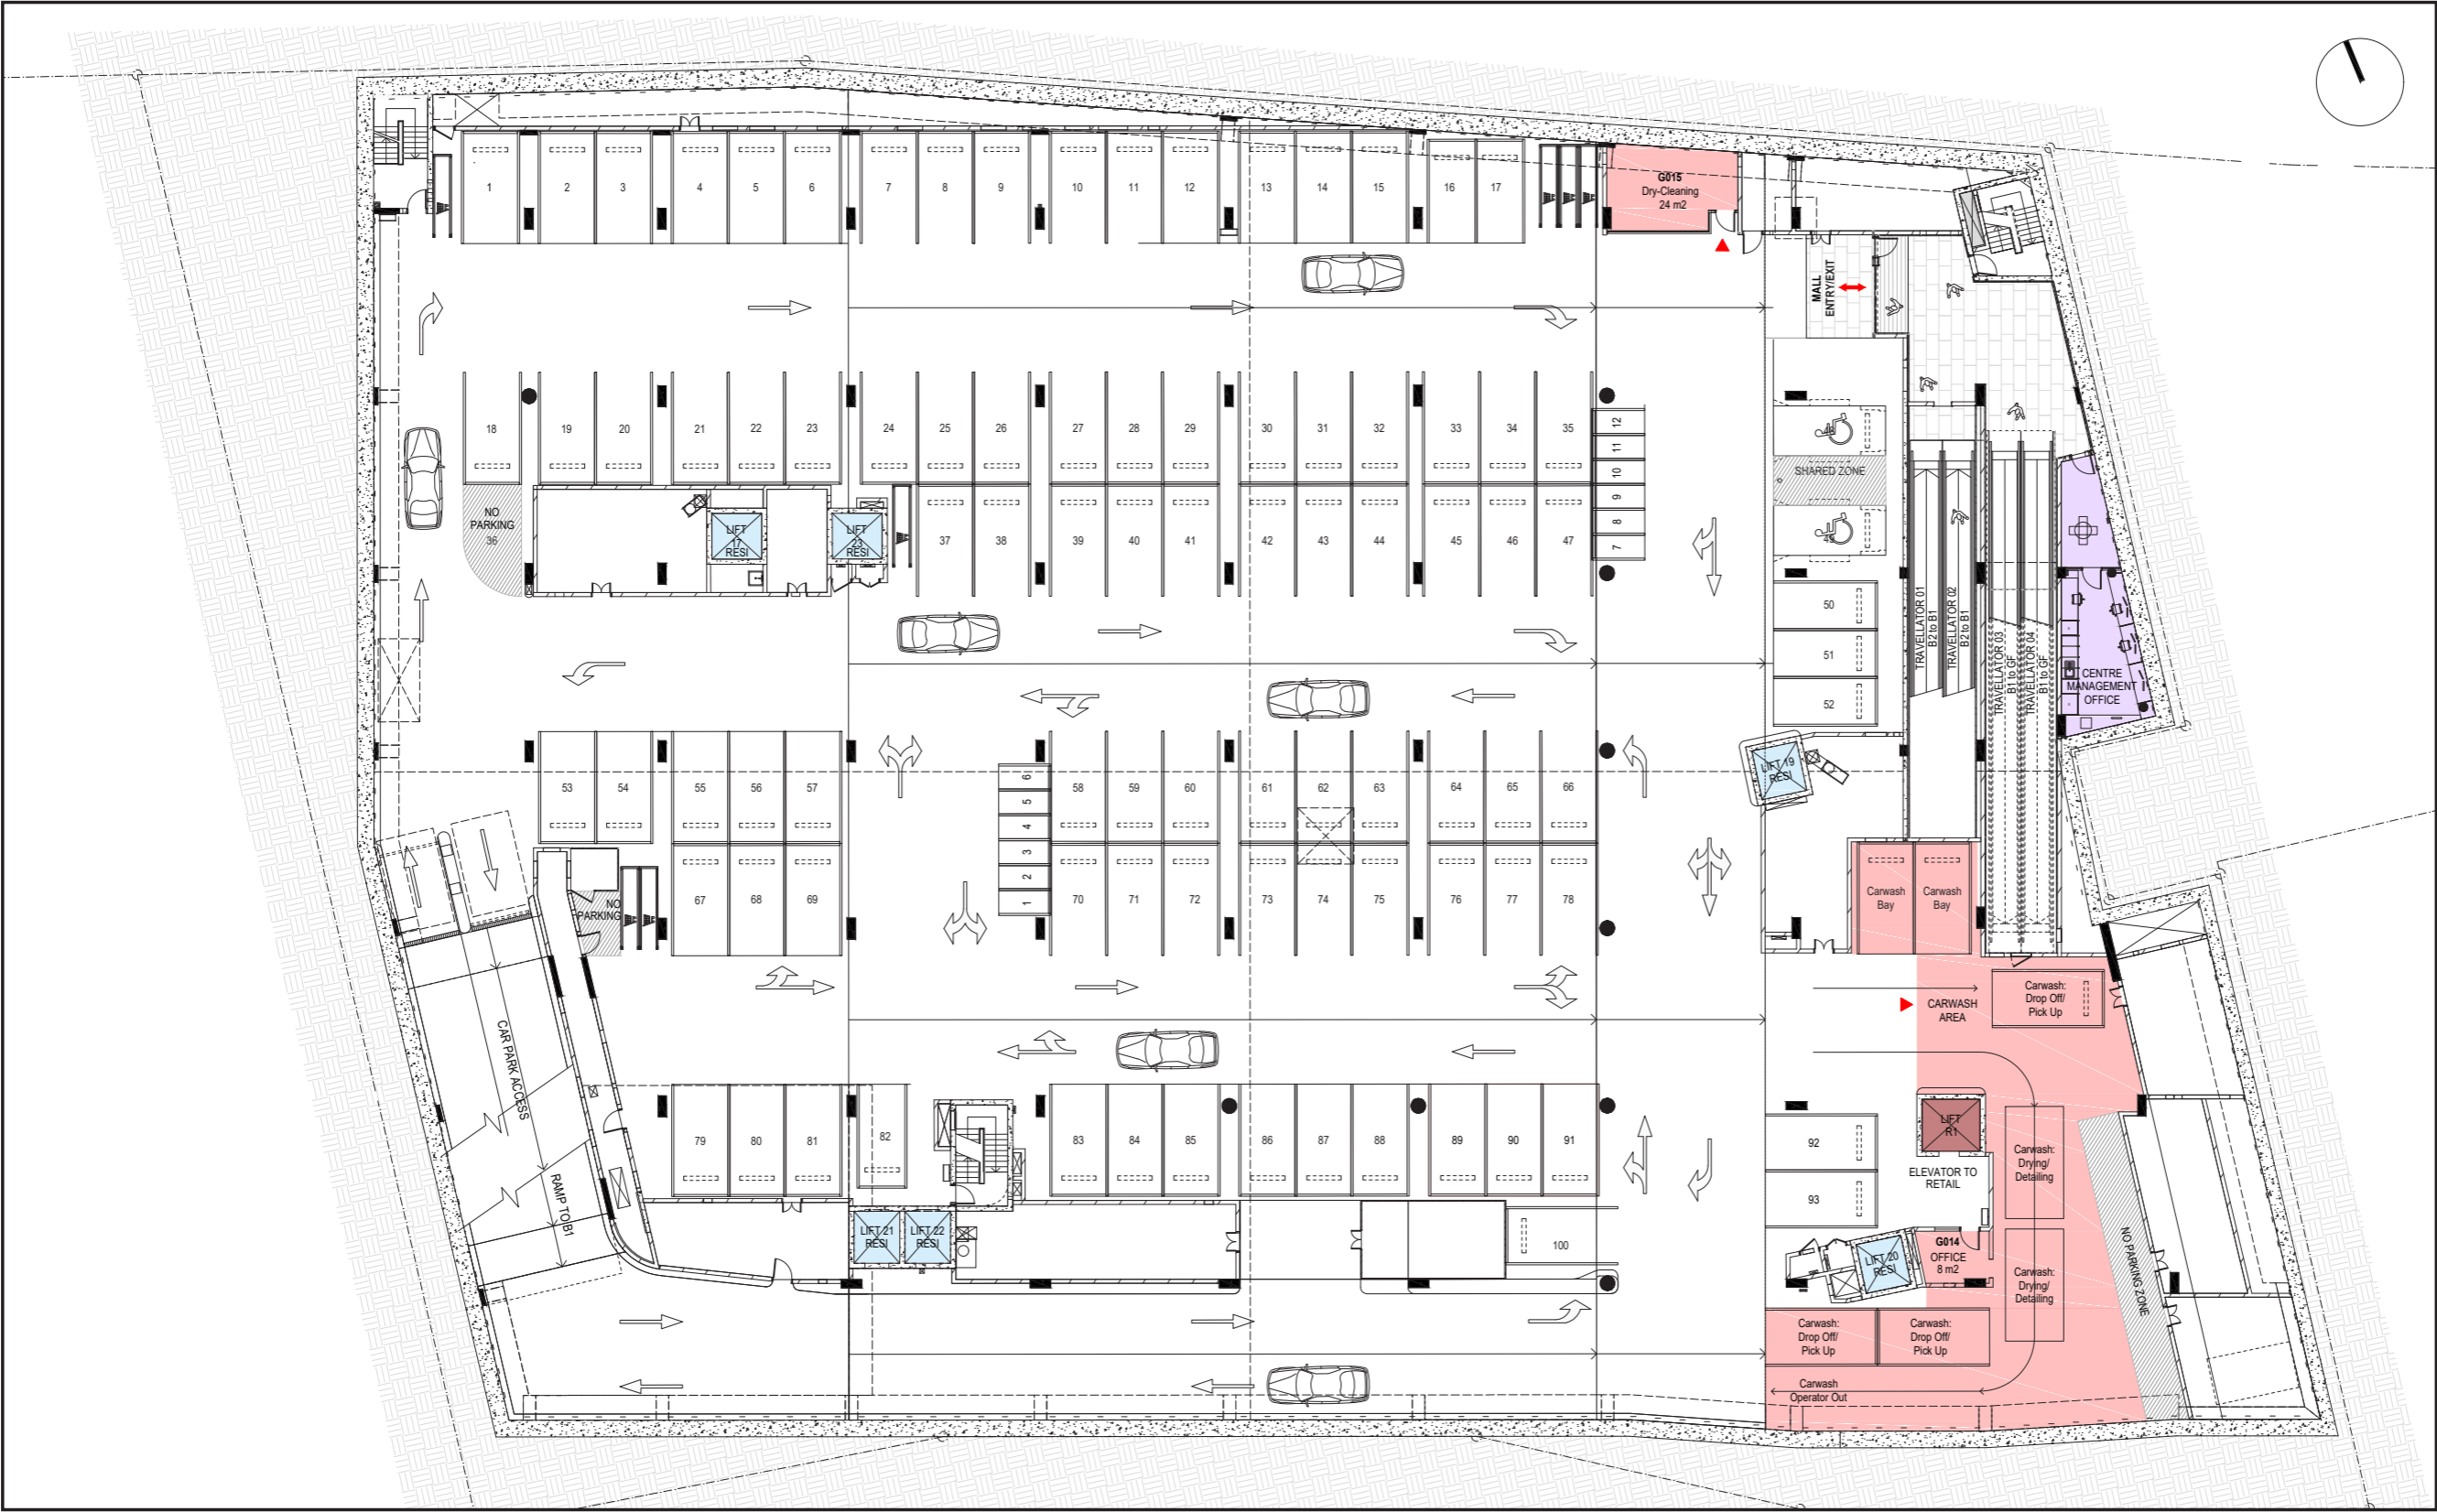 1
2
3
4
5
6
7
8
9
10
11
12
13
14
15
16
17
G015
Dry-Cleaning
24 m2
MALL
ENTRY/EXIT
18
19
20
21
22
23
24
25
26
27
28
29
30
31
32
33
34
35
12
11
10
9
8
7
48
SHARED ZONE
49
NO
PARKING
36
LIFT
17
RESI
LIFT
23
RESI
37
38
39
40
41
42
43
44
45
46
47
50
51
52
TRAVELLATOR 01
B2 to B1
TRAVELLATOR 02
B2 to B1
TRAVELLATOR 03
B1 to GF
TRAVELLATOR 04
B1 to GF
CENTRE
MANAGEMENT
OFFICE
53
54
55
56
57
6
5
4
3
2
1
58
59
60
61
62
63
64
65
66
LIFT 19
RESI
NO
PARKING
67
68
69
70
71
72
73
74
75
76
77
78
Carwash
Bay
Carwash
Bay
CARWASH
AREA
Carwash:
Drop Off/
Pick Up
CAR PARK ACCESS
RAMP TO B1
79
80
81
82
83
84
85
86
87
88
89
90
91
92
93
LIFT
R1
ELEVATOR TO
RETAIL
Carwash:
Drying/
Detailing
Carwash:
Drying/
Detailing
NO PARKING ZONE
LIFT 21
RESI
LIFT 22
RESI
100
LIFT 20
RESI
G014
OFFICE
8 m2
Carwash:
Drop Off/
Pick Up
Carwash:
Drop Off/
Pick Up
Carwash
Operator Out